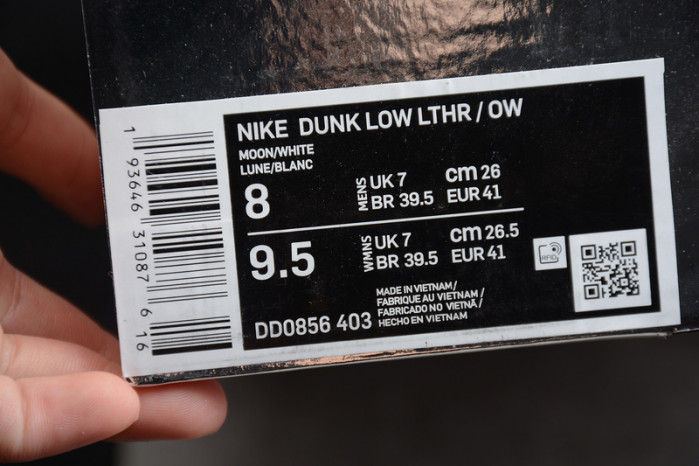 NIKE DUNK LOW LTHR / OW
MOON/WHITE
LUNE/BLANC
8
MENS
UK 7 cm 26
BR 39.5 EUR 41
9.5
WMNS
UK 7 cm 26.5
BR 39.5 EUR 41
RFID
MADE IN VIETNAM /
FABRIQUE AU VIETNAM /
FABRICADO NO VIETNÃ /
HECHO EN VIETNAM
DD0856 403
1 93646 31087 6 16